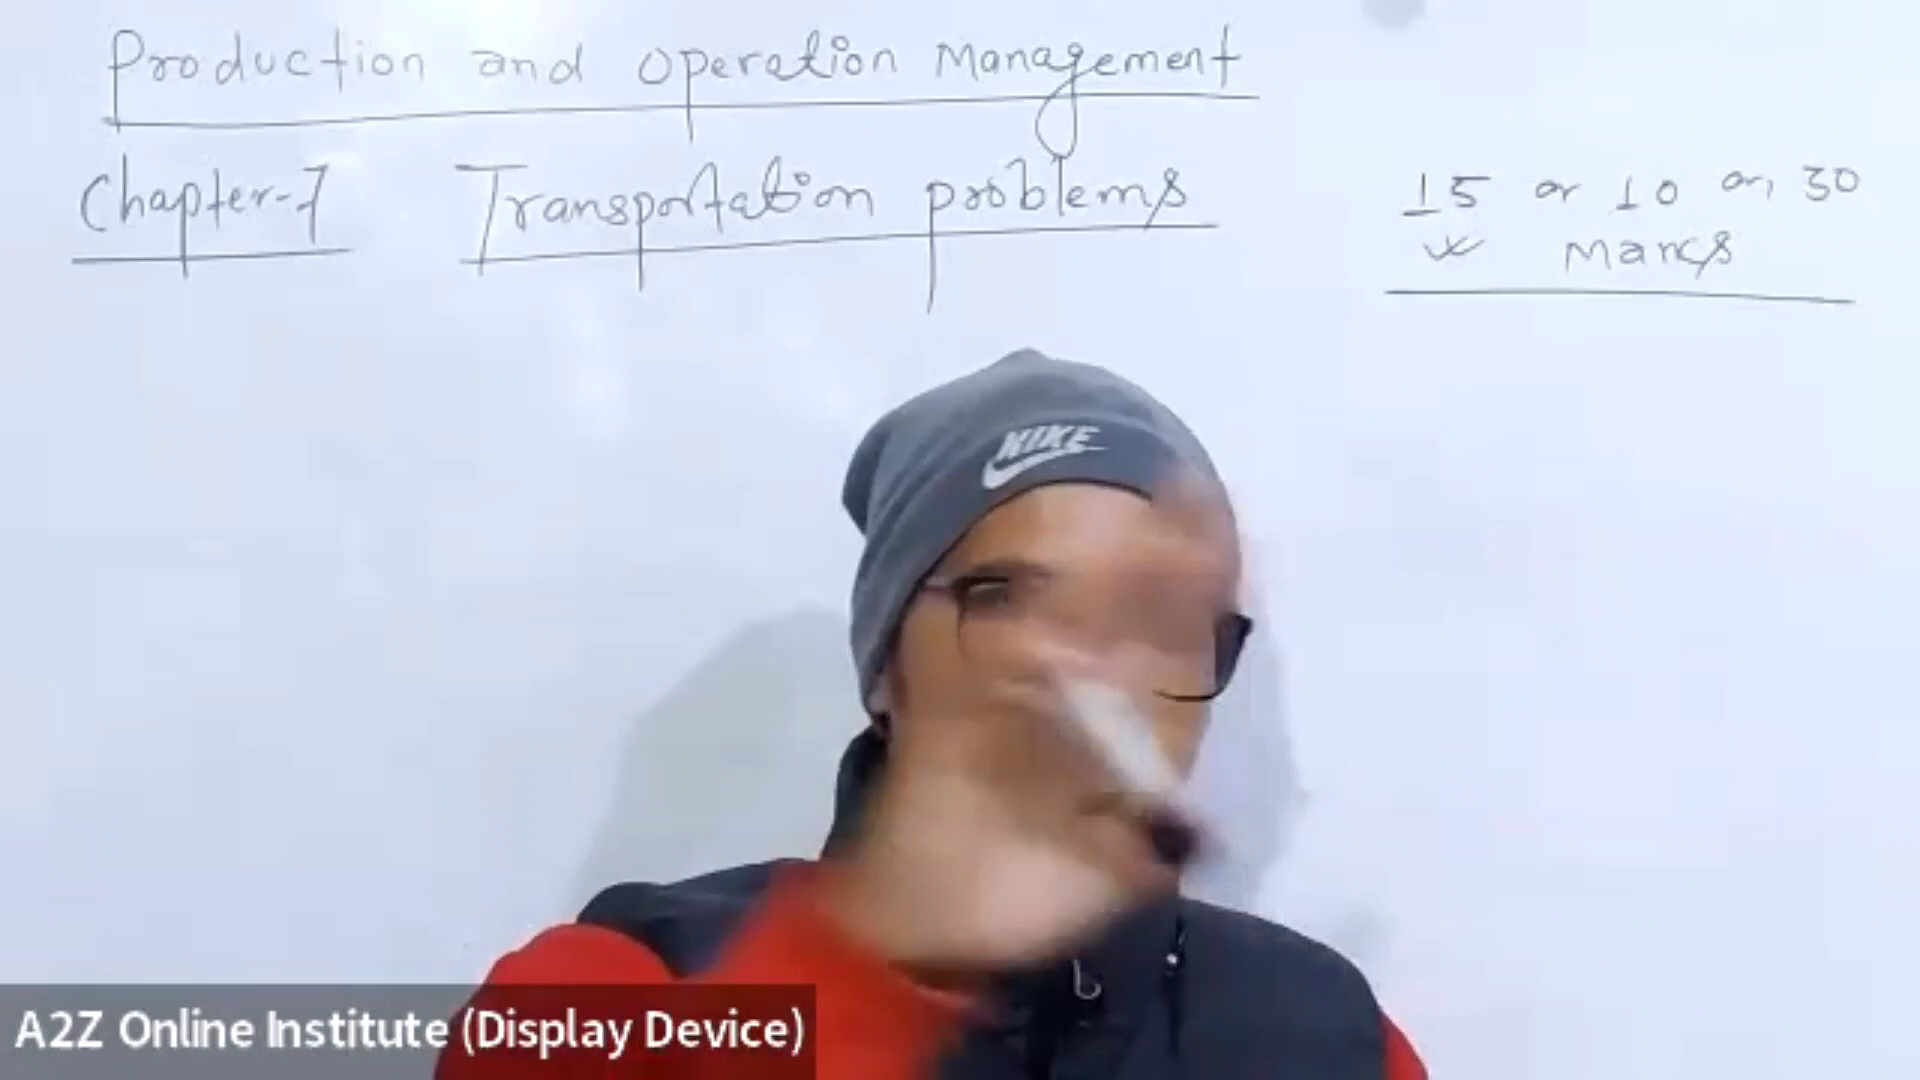 Production and operation Management
Chapter-7 Transportation problems
15 or 10 or, 30
Marks
NIKE
A2Z Online Institute (Display Device)